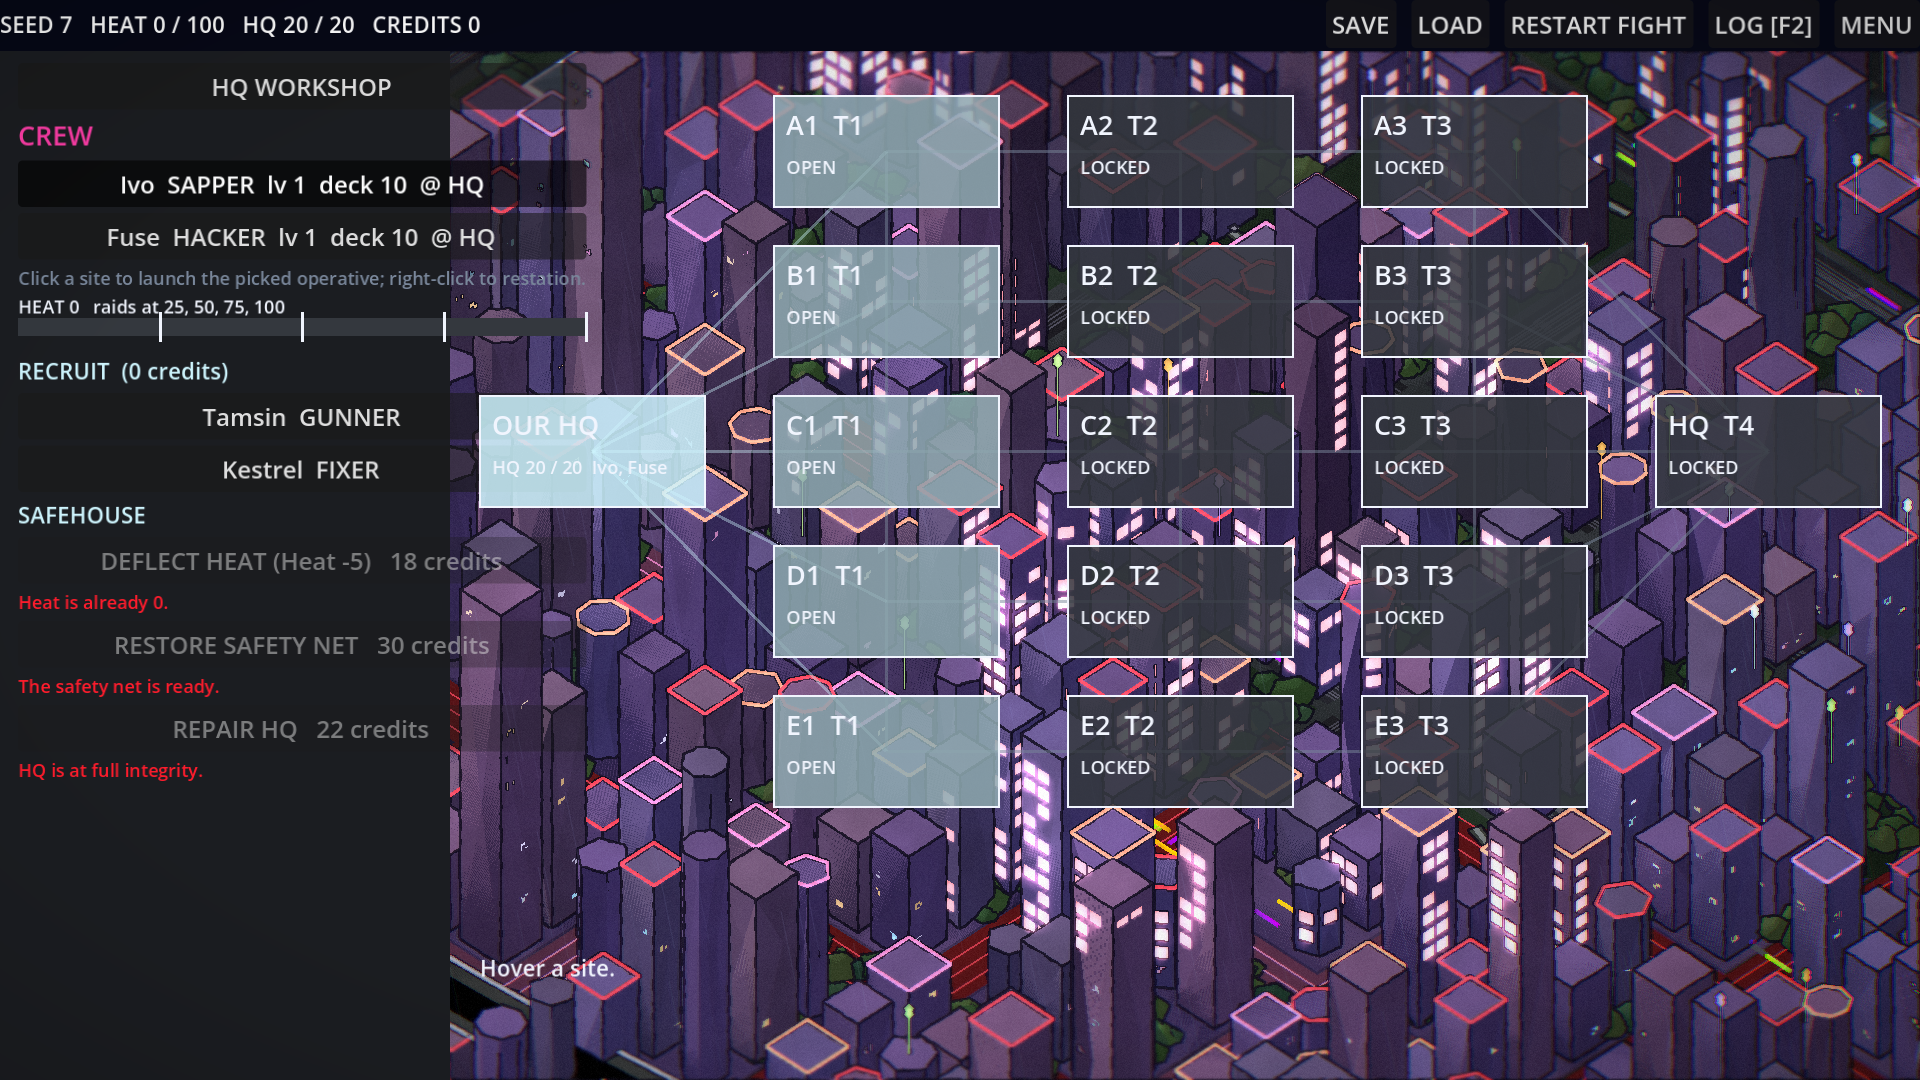 SEED 7 HEAT 0 / 100 HQ 20 / 20 CREDITS 0 SAVE LOAD RESTART FIGHT LOG [F2] MENU
HQ WORKSHOP
CREW
Ivo SAPPER lv 1 deck 10 @ HQ
Fuse HACKER lv 1 deck 10 @ HQ
Click a site to launch the picked operative; right-click to restation.
HEAT 0 raids at 25, 50, 75, 100
RECRUIT (0 credits)
Tamsin GUNNER
Kestrel FIXER
SAFEHOUSE
DEFLECT HEAT (Heat -5) 18 credits
Heat is already 0.
RESTORE SAFETY NET 30 credits
The safety net is ready.
REPAIR HQ 22 credits
HQ is at full integrity.
A1 T1
OPEN
A2 T2
LOCKED
A3 T3
LOCKED
B1 T1
OPEN
B2 T2
LOCKED
B3 T3
LOCKED
OUR HQ
HQ 20 / 20 Ivo, Fuse
C1 T1
OPEN
C2 T2
LOCKED
C3 T3
LOCKED
HQ T4
LOCKED
D1 T1
OPEN
D2 T2
LOCKED
D3 T3
LOCKED
E1 T1
OPEN
E2 T2
LOCKED
E3 T3
LOCKED
Hover a site.